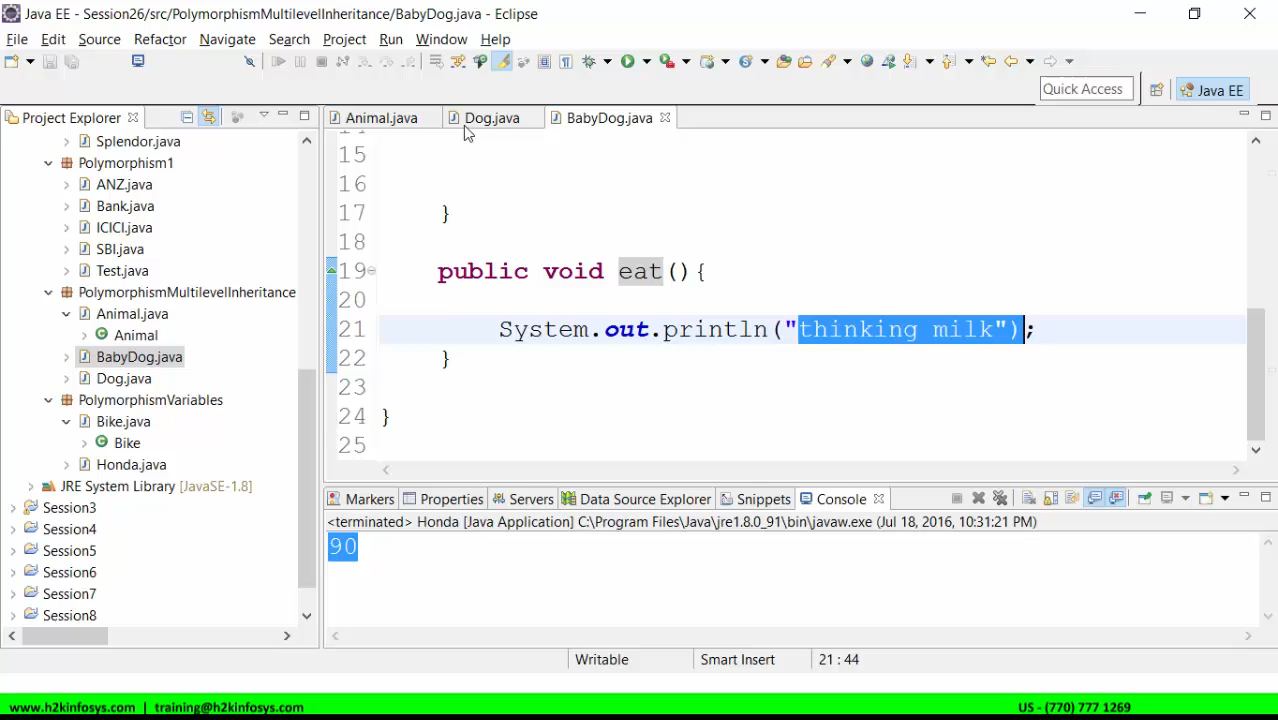 Java EE - Session26/src/PolymorphismMultilevelInheritance/BabyDog.java - Eclipse
File Edit Source Refactor Navigate Search Project Run Window Help
Quick Access
Java EE
Project Explorer
Splendor.java
Polymorphism1
ANZ.java
Bank.java
ICICI.java
SBI.java
Test.java
PolymorphismMultilevelInheritance
Animal.java
Animal
BabyDog.java
Dog.java
PolymorphismVariables
Bike.java
Bike
Honda.java
JRE System Library [JavaSE-1.8]
Session3
Session4
Session5
Session6
Session7
Session8
Animal.java Dog.java BabyDog.java
15
16
17 }
18
19 public void eat(){
20
21 System.out.println("thinking milk");
22 }
23
24 }
25
Markers Properties Servers Data Source Explorer Snippets Console
<terminated> Honda [Java Application] C:\Program Files\Java\jre1.8.0_91\bin\javaw.exe (Jul 18, 2016, 10:31:21 PM)
90
Writable Smart Insert 21 : 44
www.h2kinfosys.com | training@h2kinfosys.com US - (770) 777 1269